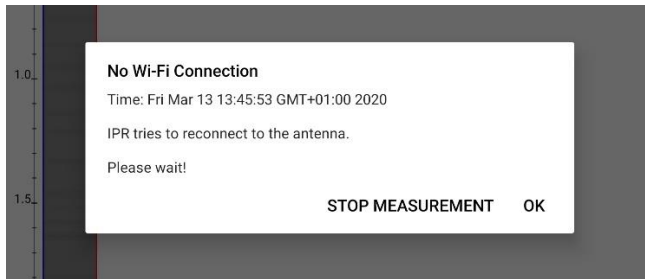 1.0
No Wi-Fi Connection
Time: Fri Mar 13 13:45:53 GMT+01:00 2020
IPR tries to reconnect to the antenna.
Please wait!
1.5
STOP MEASUREMENT OK